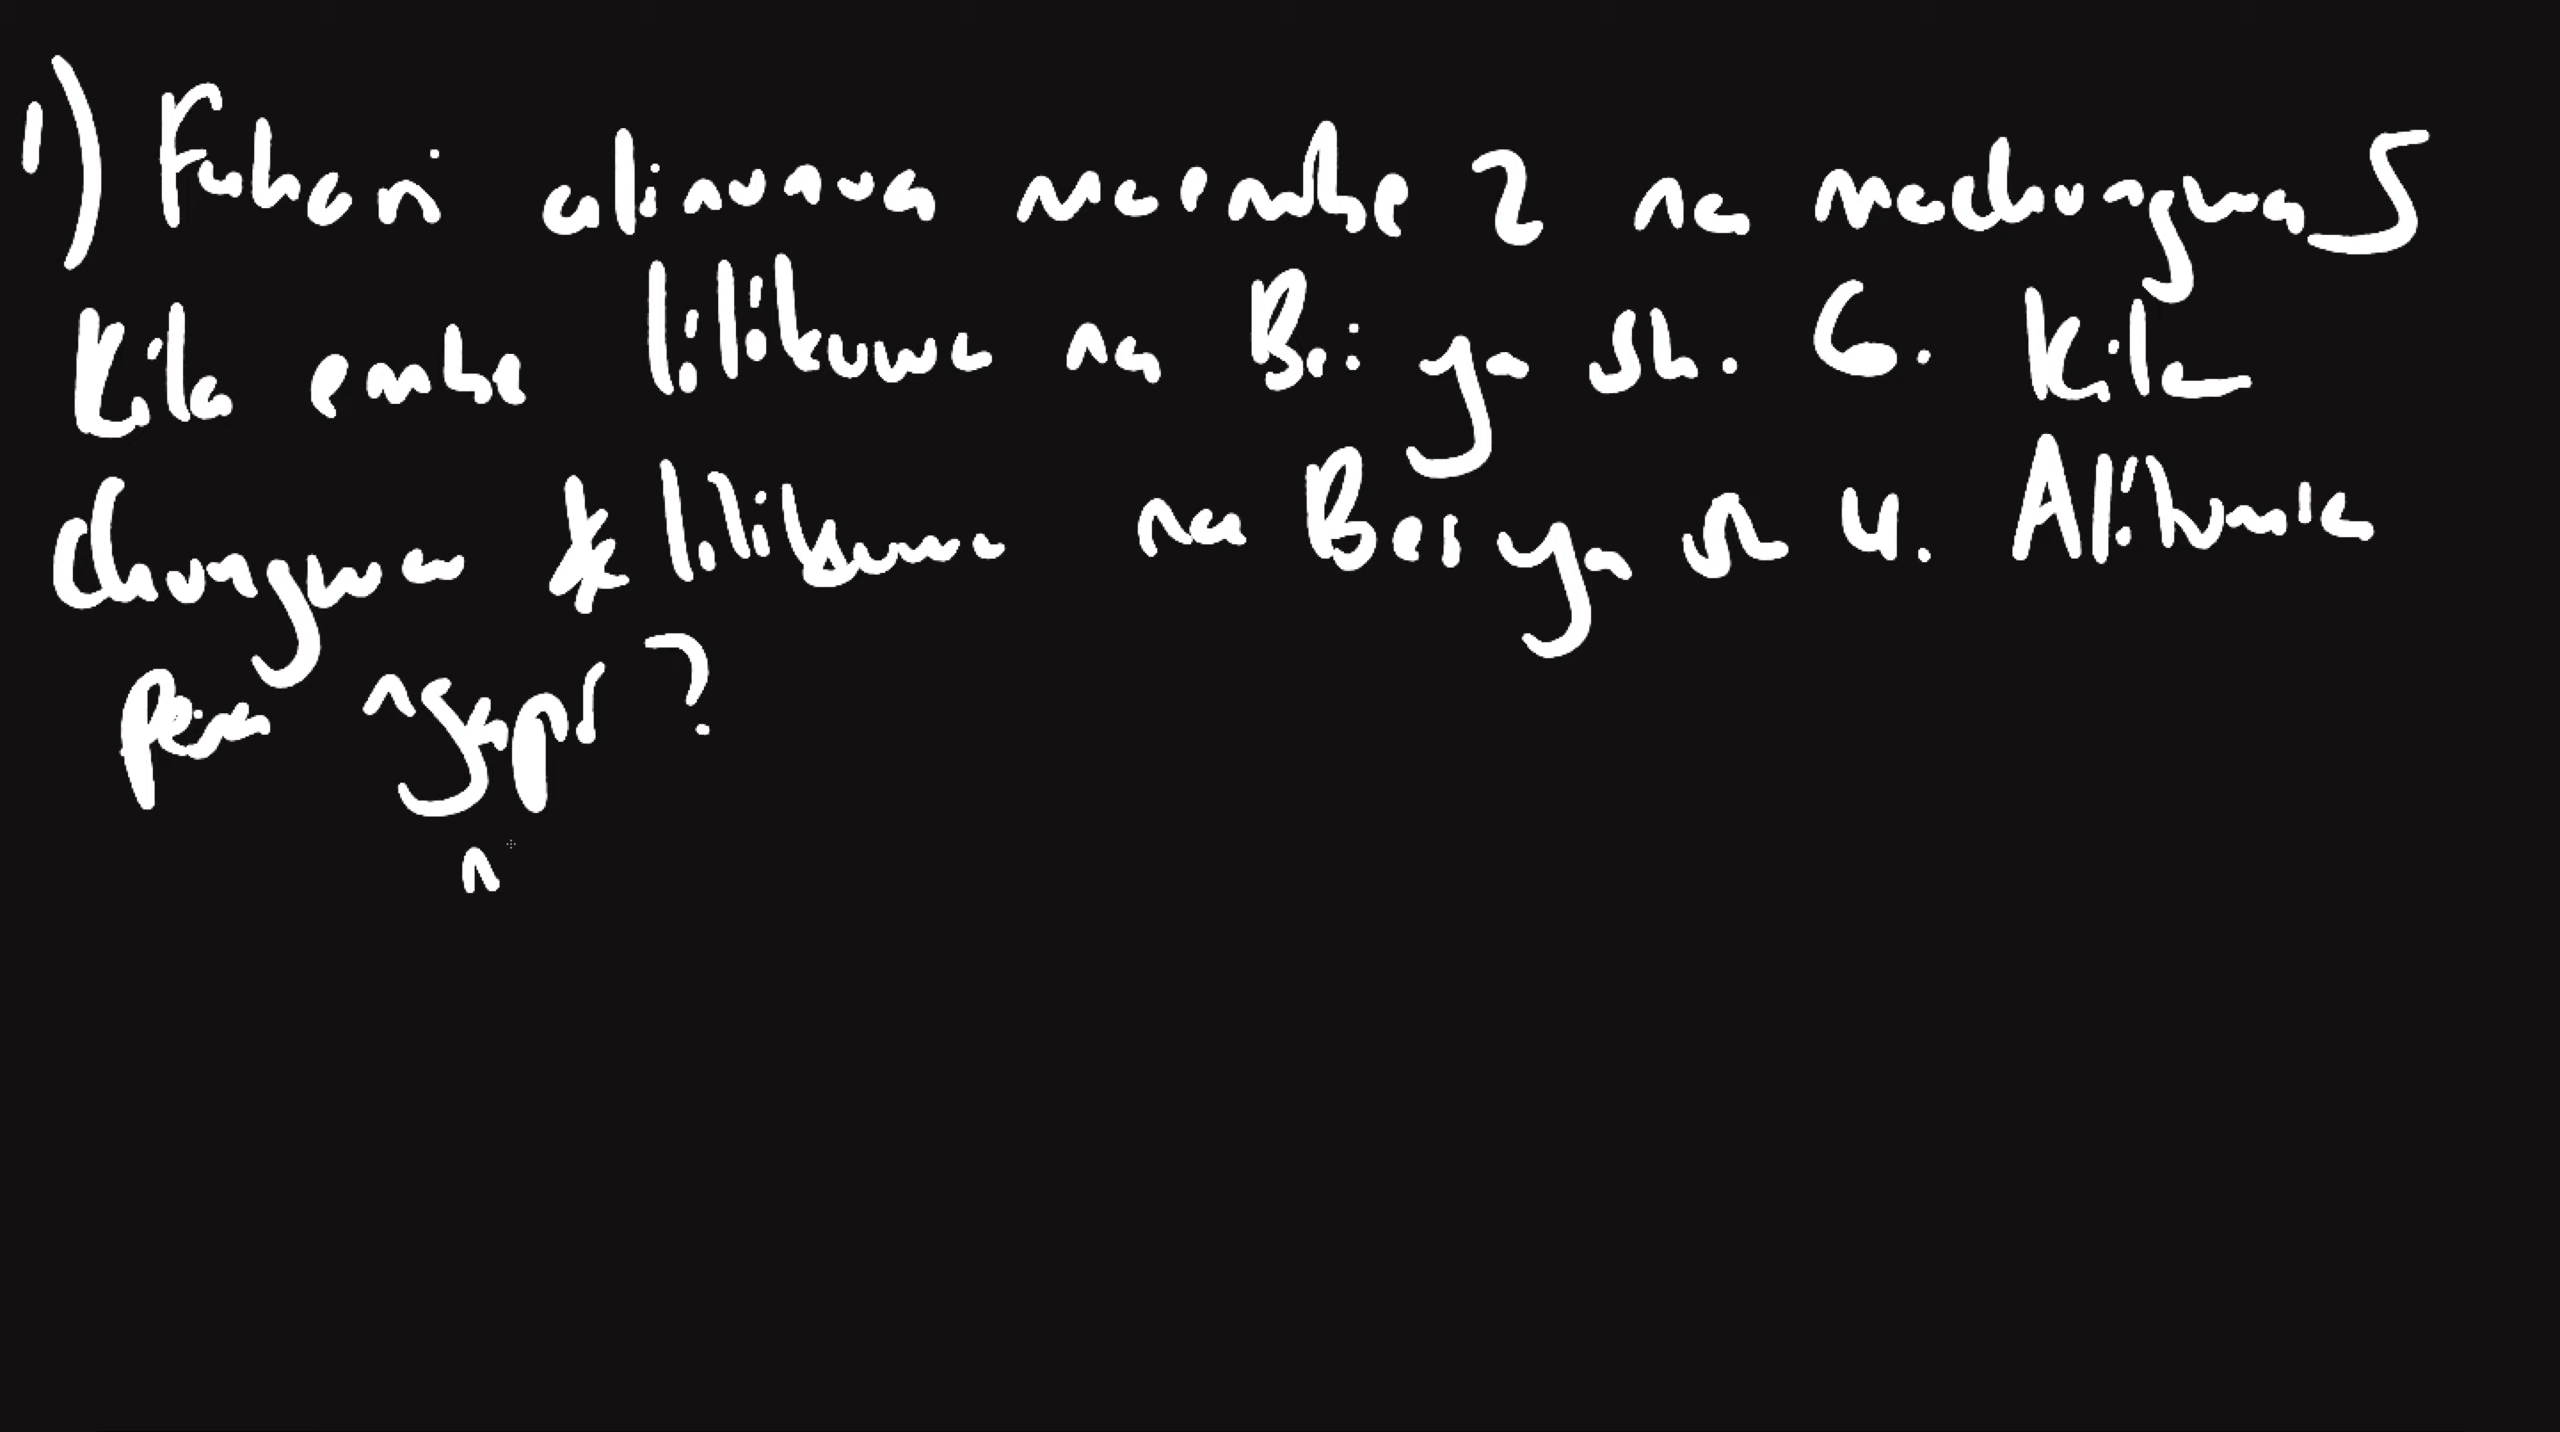 1) Fahari alinunua maembe 2 na machungwa 5
Kila embe lilikuwa na Bei ya sh. 6. Kila
Chungwa lilikuwa na Bei ya sh 4. Alitumia
pesa ngapi?
n